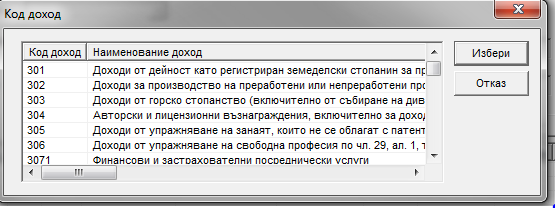 Код доход
Код доход Наименование доход
301 Доходи от дейност като регистриран земеделски стопанин за пр
302 Доходи за производство на преработени или непреработени про
303 Доходи от горско стопанство (включително от събиране на див
304 Авторски и лицензионни възнаграждения, включително за доход
305 Доходи от упражняване на занаят, които не се облагат с патент
306 Доходи от упражняване на свободна професия по чл. 29, ал. 1, т
3071 Финансови и застрахователни посреднически услуги
Избери
Отказ